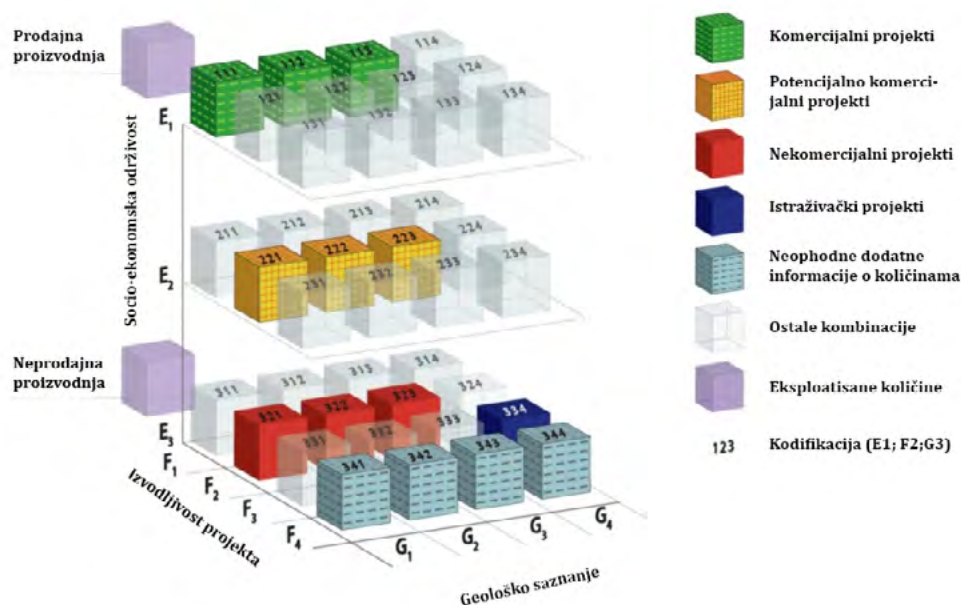 Prodajna
proizvodnja
Socio-ekonomska održivost
E1
111
112
113
114
121
122
123
124
131
132
133
134
E2
211
212
213
214
221
222
223
224
231
232
233
234
Neprodajna
proizvodnja
E3
311
312
313
314
321
322
323
324
331
332
333
334
341
342
343
344
F1
F2
F3
F4
Izvodljivost projekta
G1
G2
G3
G4
Geološko saznanje
Komercijalni projekti
Potencijalno komerci-
jalni projekti
Nekomercijalni projekti
Istraživački projekti
Neophodne dodatne
informacije o količinama
Ostale kombinacije
Eksploatisane količine
123 Kodifikacija (E1; F2;G3)